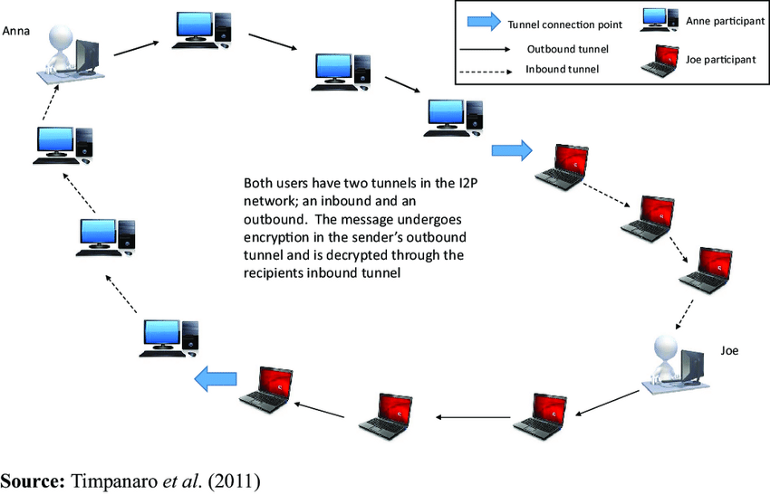 Anna
Tunnel connection point
Anne participant
Outbound tunnel
Joe participant
Inbound tunnel
Both users have two tunnels in the I2P
network; an inbound and an
outbound.  The message undergoes
encryption in the sender's outbound
tunnel and is decrypted through the
recipients inbound tunnel
Joe
Source: Timpanaro et al. (2011)